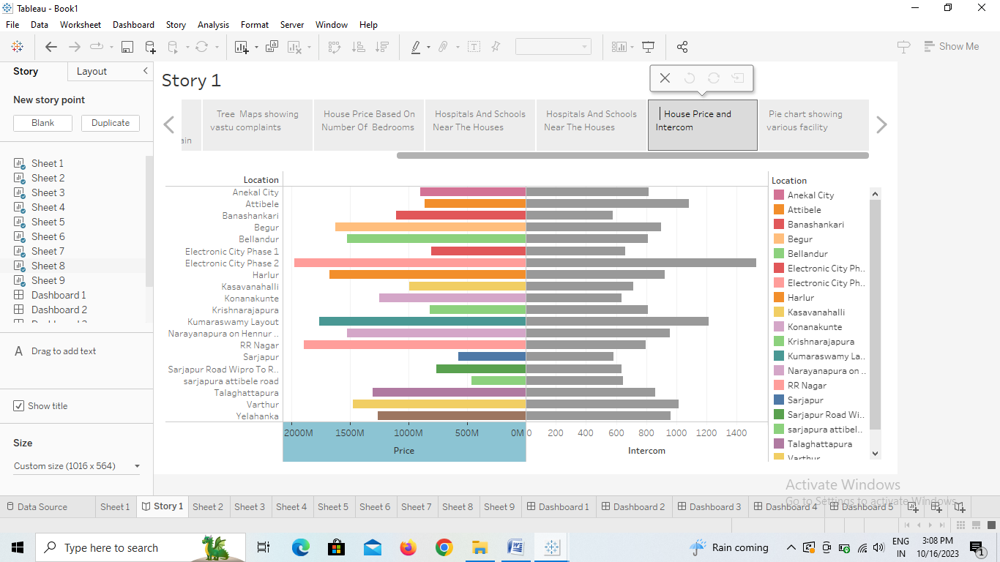 Tableau - Book1
File Data Worksheet Dashboard Story Analysis Format Server Window Help
Show Me
Story Layout
New story point
Blank Duplicate
Sheet 1
Sheet 2
Sheet 3
Sheet 4
Sheet 5
Sheet 6
Sheet 7
Sheet 8
Sheet 9
Dashboard 1
Dashboard 2
Drag to add text
Show title
Size
Custom size (1016 x 564)
Story 1
ain
Tree Maps showing
vastu complaints
House Price Based On
Number Of Bedrooms
Hospitals And Schools
Near The Houses
Hospitals And Schools
Near The Houses
House Price and
Intercom
Pie chart showing
various facility
Location
Anekal City
Attibele
Banashankari
Begur
Bellandur
Electronic City Phase 1
Electronic City Phase 2
Harlur
Kasavanahalli
Konanakunte
Krishnarajapura
Kumaraswamy Layout
Narayanapura on Hennur ..
RR Nagar
Sarjapur
Sarjapur Road Wipro To R..
sarjapura attibele road
Talaghattapura
Varthur
Yelahanka
2000M 1500M 1000M 500M 0M 0 200 400 600 800 1000 1200 1400
Price Intercom
Location
Anekal City
Attibele
Banashankari
Begur
Bellandur
Electronic City Ph..
Electronic City Ph..
Harlur
Kasavanahalli
Konanakunte
Krishnarajapura
Kumaraswamy La..
Narayanapura on ..
RR Nagar
Sarjapur
Sarjapur Road Wi..
sarjapura attibel..
Talaghattapura
Varthur
Activate Windows
Go to Settings to activate Windows.
Data Source Sheet 1 Story 1 Sheet 2 Sheet 3 Sheet 4 Sheet 5 Sheet 6 Sheet 7 Sheet 8 Sheet 9 Dashboard 1 Dashboard 2 Dashboard 3 Dashboard 4 Dashboard 5
Type here to search
Rain coming
ENG
IN
3:08 PM
10/16/2023
1